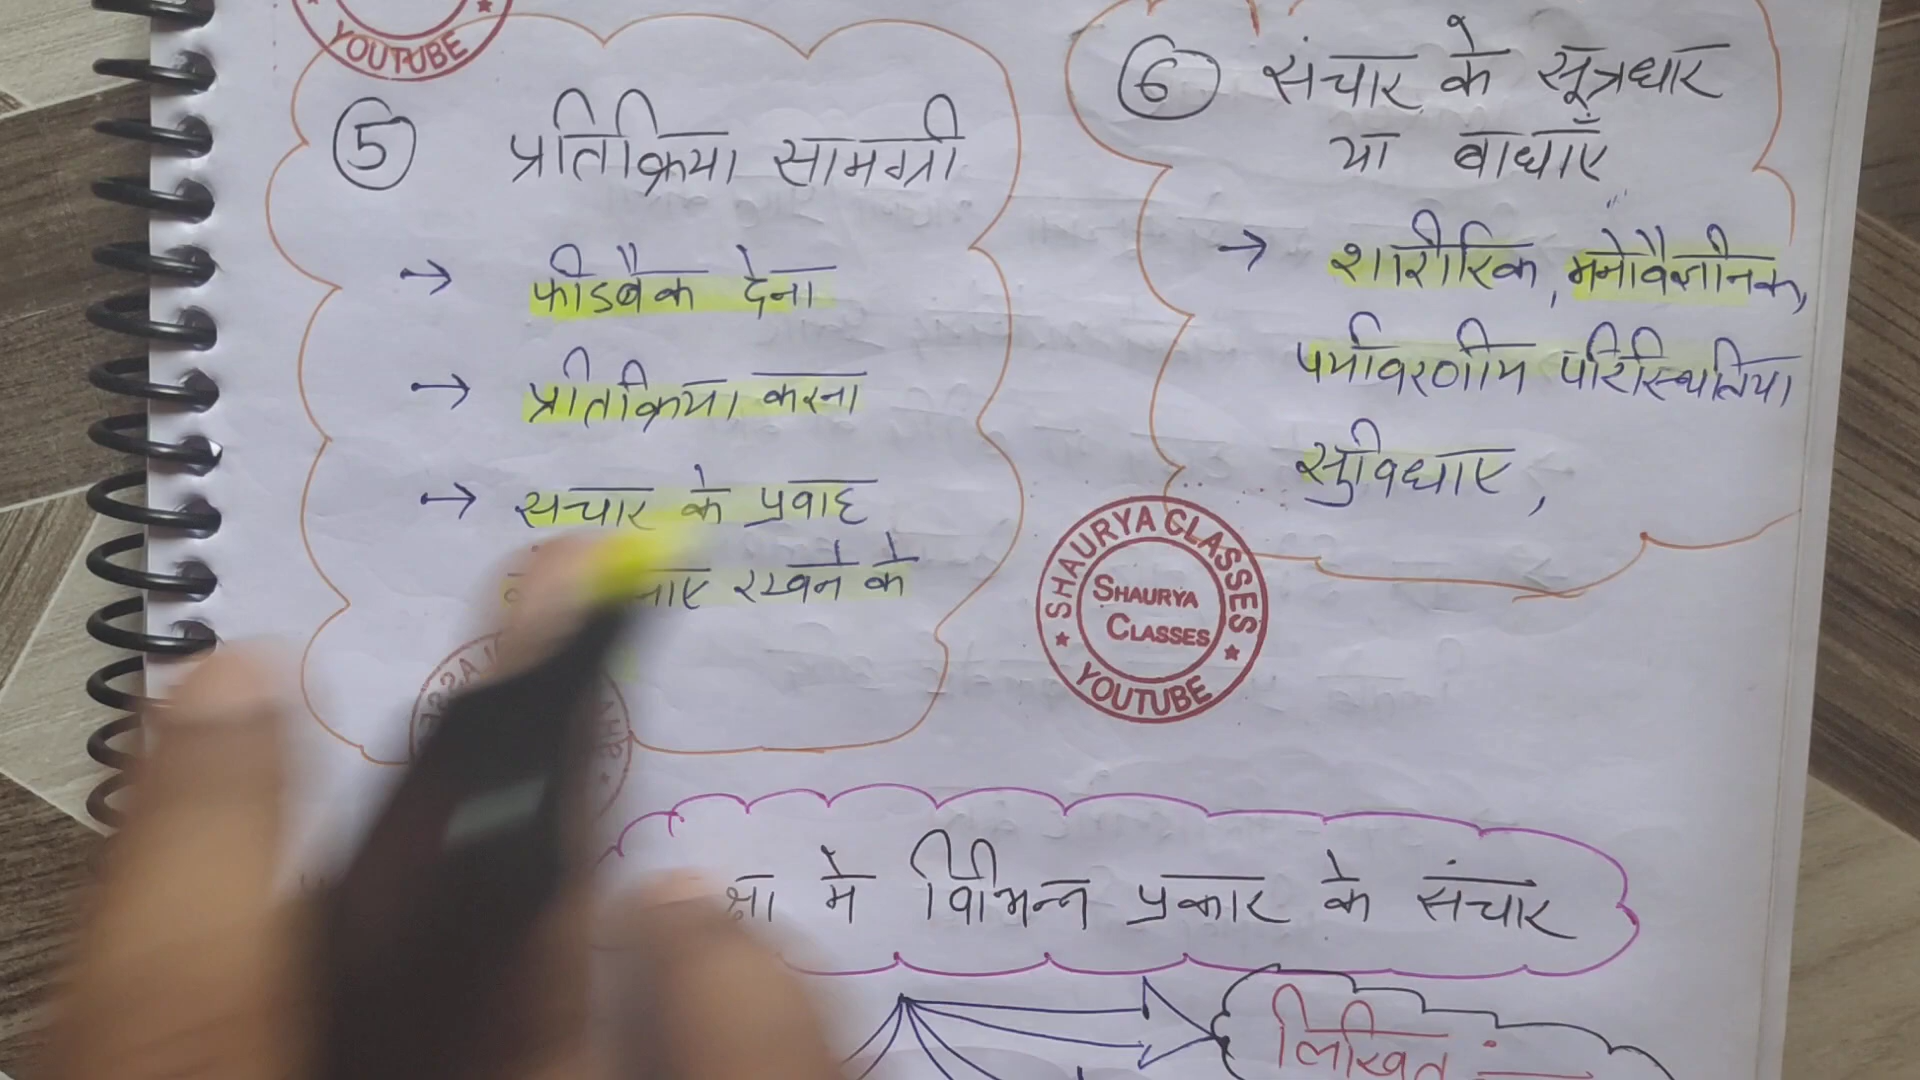 YOUTUBE
5 प्रतिक्रिया सामग्री
→ फीडबैक देना
→ प्रतिक्रिया करना
→ सचार के प्रवाह
रखने के
6 संचार के सूत्रधार
या बाधाएँ
→ शारीरिक, मनोवैज्ञानिक,
पर्यावरणीय परिस्थितिया
सुविधाए,
SHAURYA CLASSES
SHAURYA
CLASSES
YOUTUBE
मे विभिन्न प्रकार के संचार
लिखित